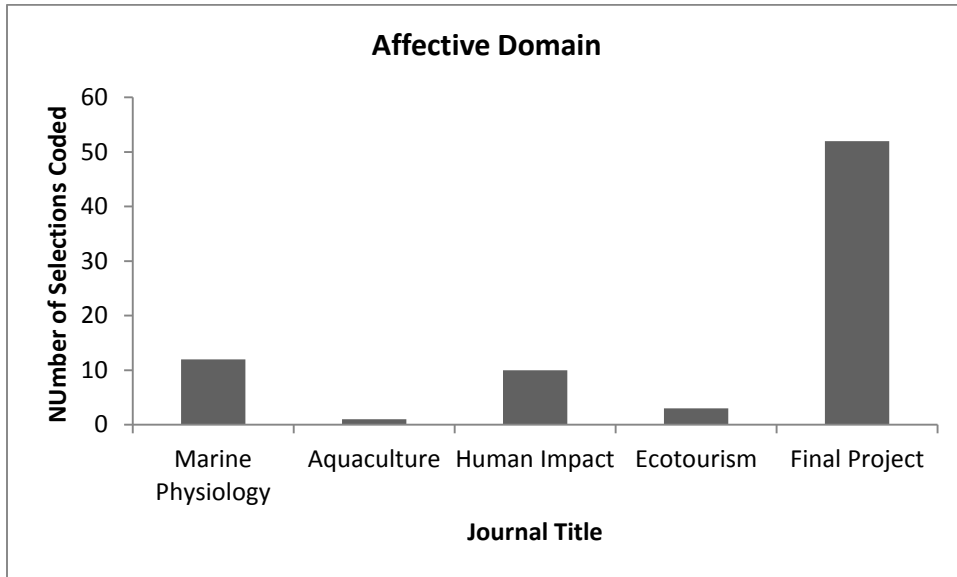 Affective Domain
NUmber of Selections Coded
60
50
40
30
20
10
0
Marine
Physiology
Aquaculture
Human Impact
Ecotourism
Final Project
Journal Title